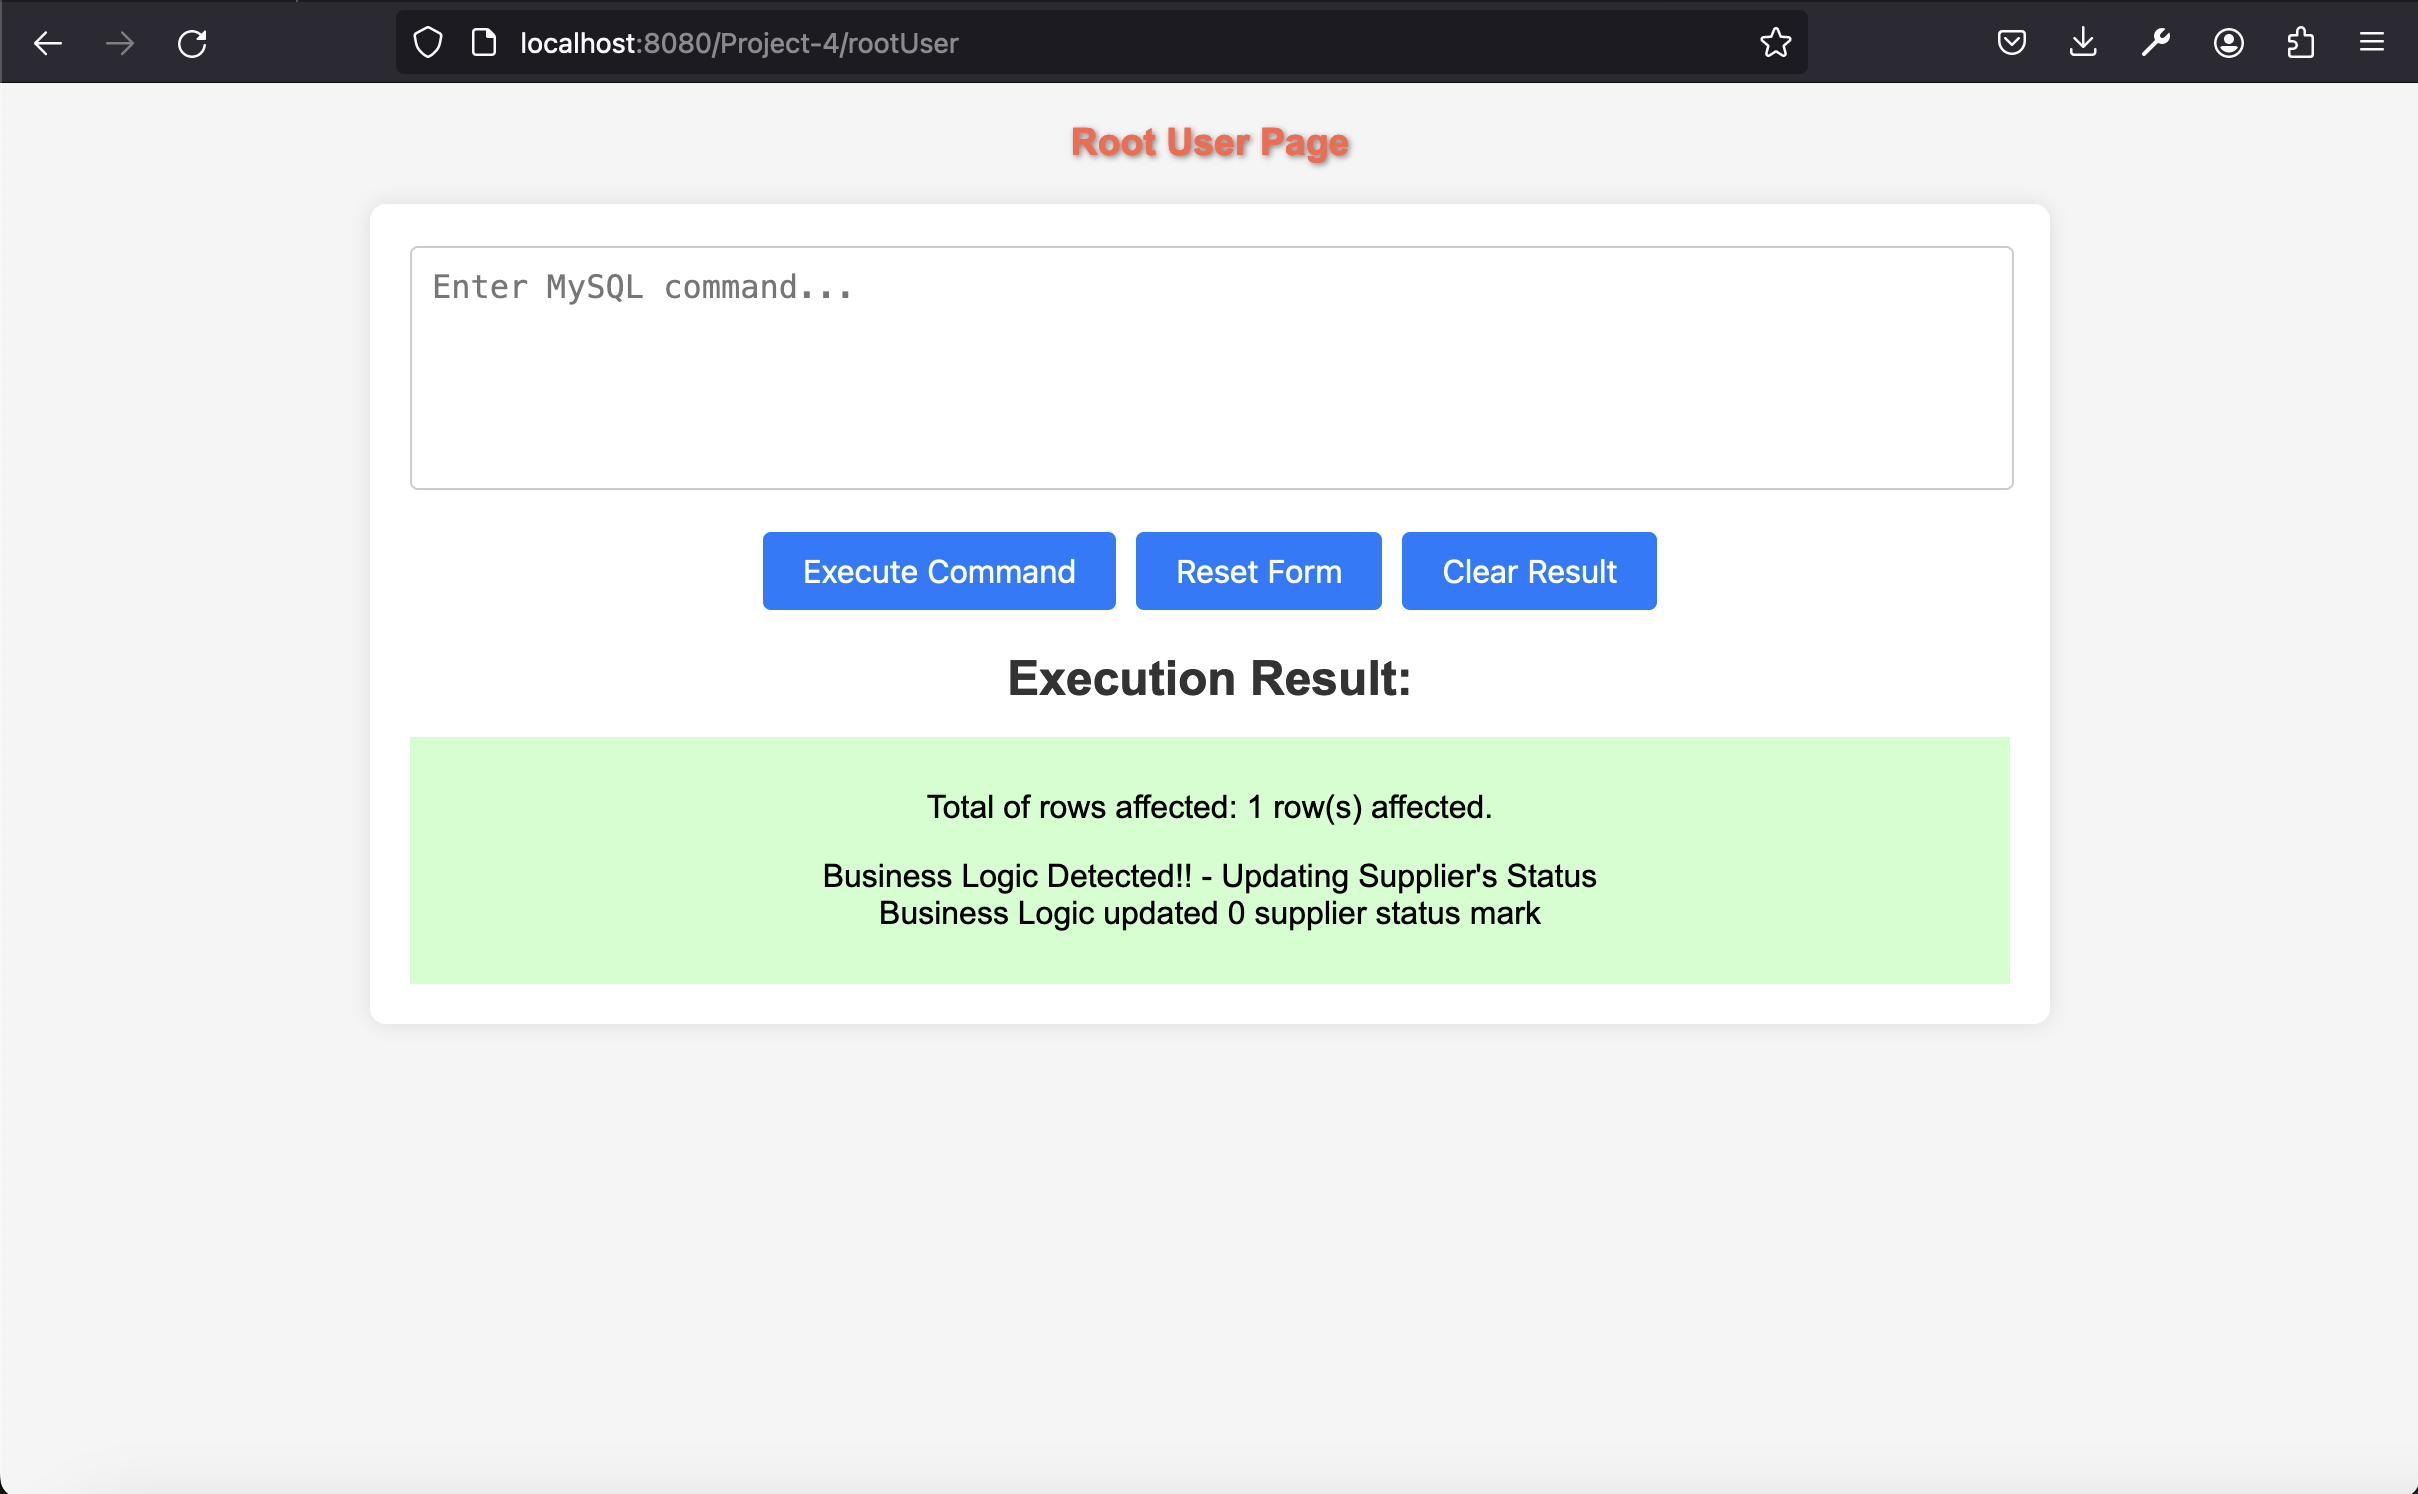 localhost:8080/Project-4/rootUser
Root User Page
Enter MySQL command...
Execute Command Reset Form Clear Result
Execution Result:
Total of rows affected: 1 row(s) affected.
Business Logic Detected!! - Updating Supplier's Status
Business Logic updated 0 supplier status mark